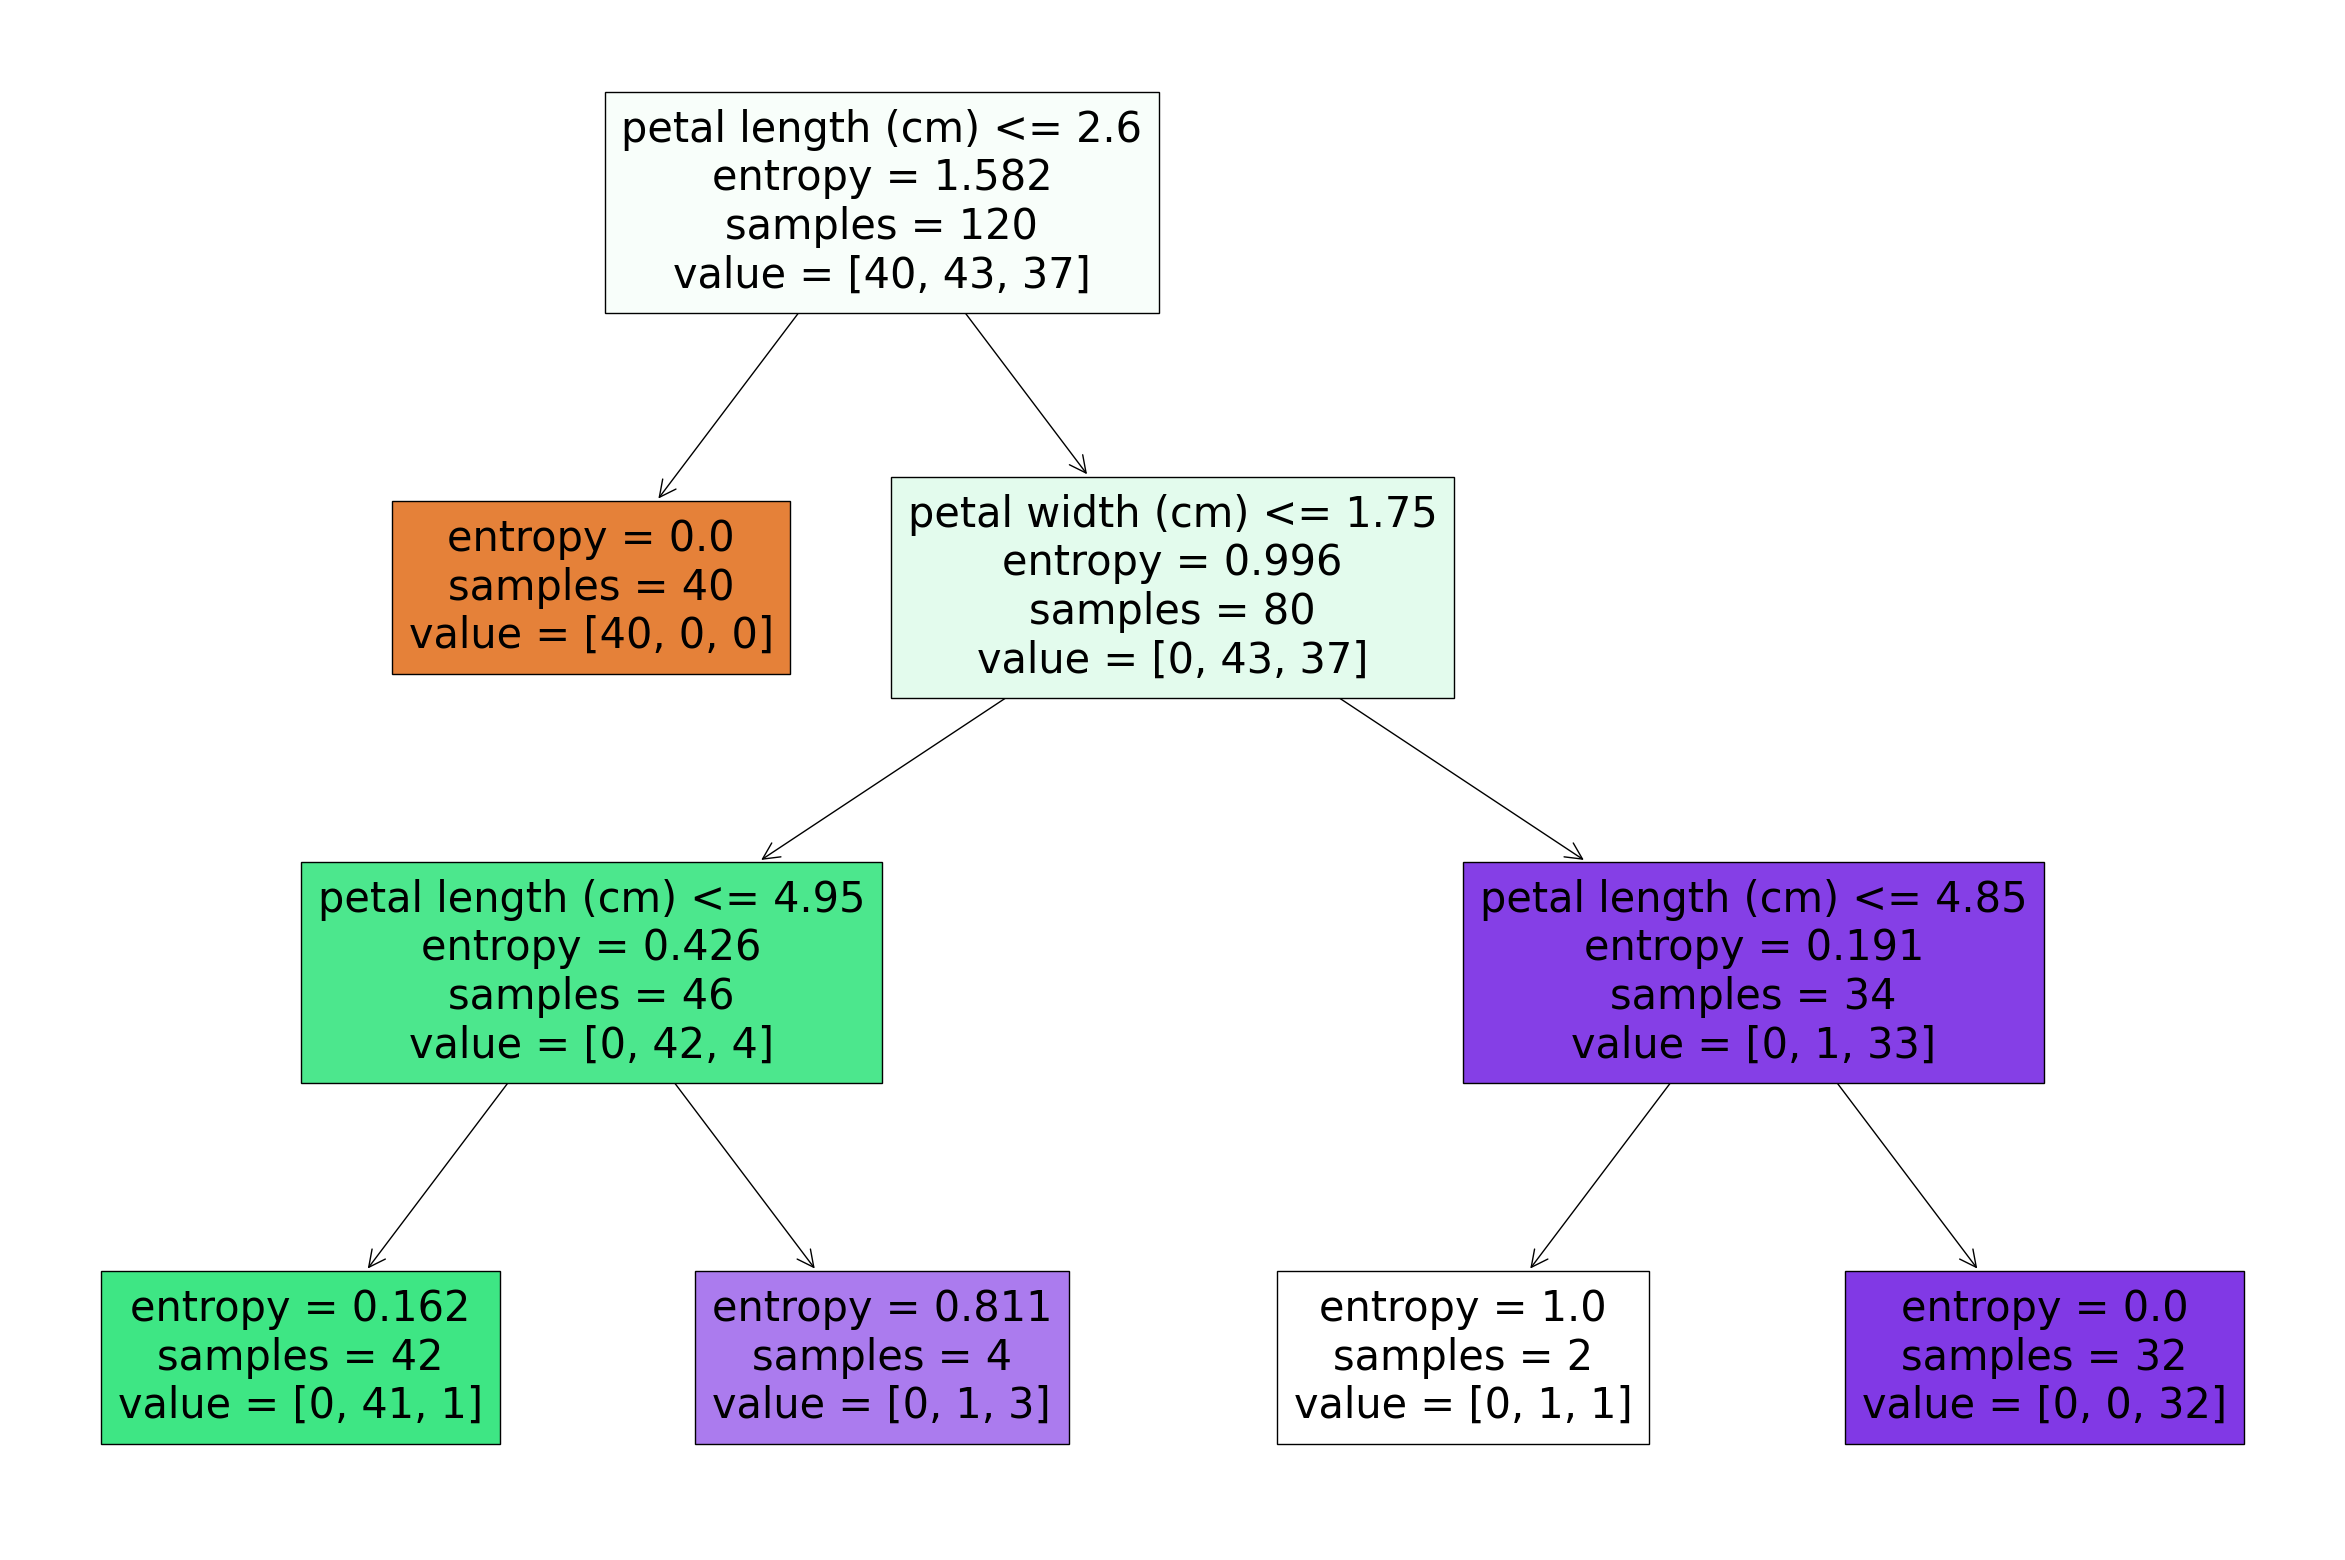 petal length (cm) <= 2.6
entropy = 1.582
samples = 120
value = [40, 43, 37]
entropy = 0.0
samples = 40
value = [40, 0, 0]
petal width (cm) <= 1.75
entropy = 0.996
samples = 80
value = [0, 43, 37]
petal length (cm) <= 4.95
entropy = 0.426
samples = 46
value = [0, 42, 4]
petal length (cm) <= 4.85
entropy = 0.191
samples = 34
value = [0, 1, 33]
entropy = 0.162
samples = 42
value = [0, 41, 1]
entropy = 0.811
samples = 4
value = [0, 1, 3]
entropy = 1.0
samples = 2
value = [0, 1, 1]
entropy = 0.0
samples = 32
value = [0, 0, 32]